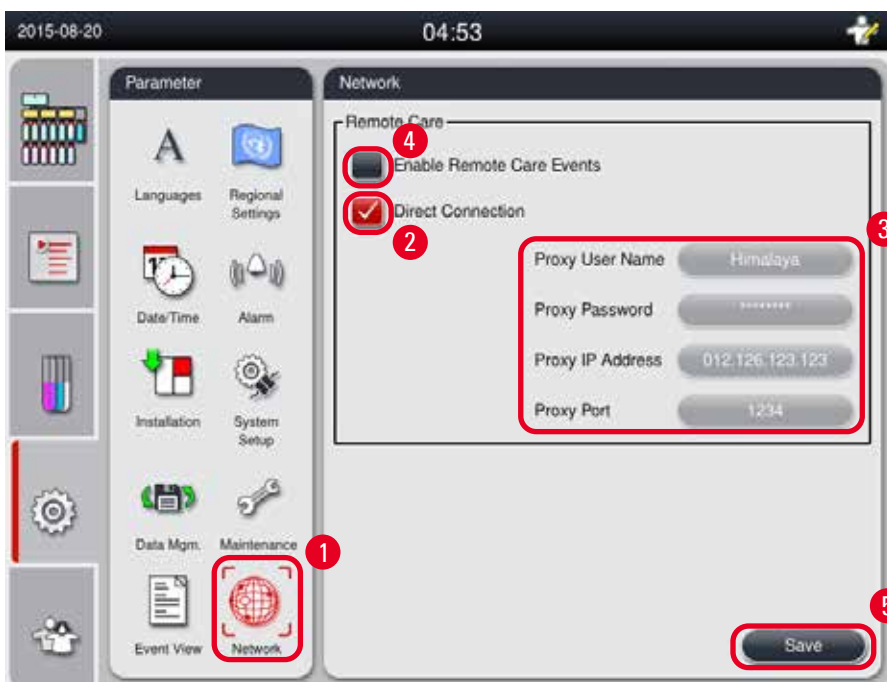 2015-08-20
04:53
Parameter
Languages
Regional
Settings
Date/Time
Alarm
Installation
System
Setup
Data Mgm.
Maintenance
1
Event View
Network
Network
Remote Care
4
Enable Remote Care Events
Direct Connection
2
3
Proxy User Name
Himalaya
Proxy Password
********
Proxy IP Address
012.126.123.123
Proxy Port
1234
5
Save